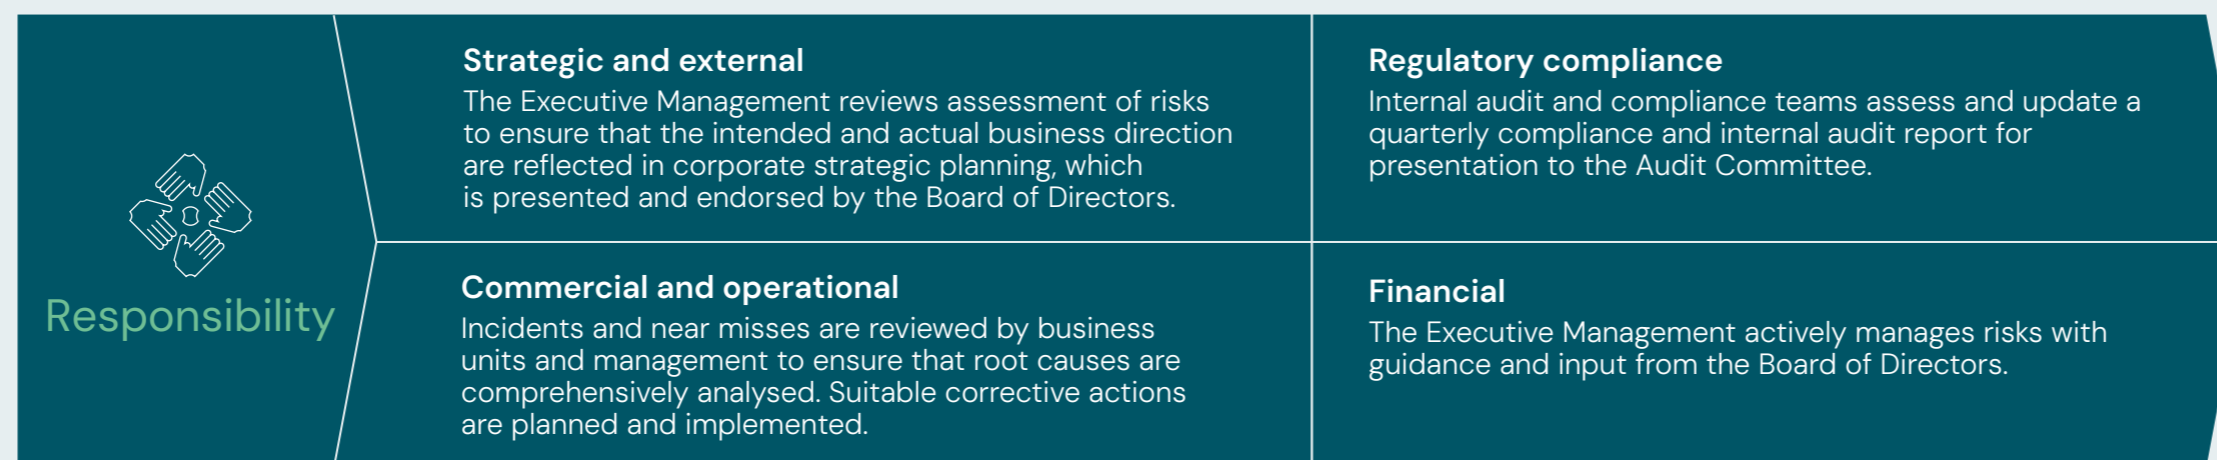 Responsibility
Strategic and external
The Executive Management reviews assessment of risks
to ensure that the intended and actual business direction
are reflected in corporate strategic planning, which
is presented and endorsed by the Board of Directors.
Regulatory compliance
Internal audit and compliance teams assess and update a
quarterly compliance and internal audit report for
presentation to the Audit Committee.
Commercial and operational
Incidents and near misses are reviewed by business
units and management to ensure that root causes are
comprehensively analysed. Suitable corrective actions
are planned and implemented.
Financial
The Executive Management actively manages risks with
guidance and input from the Board of Directors.